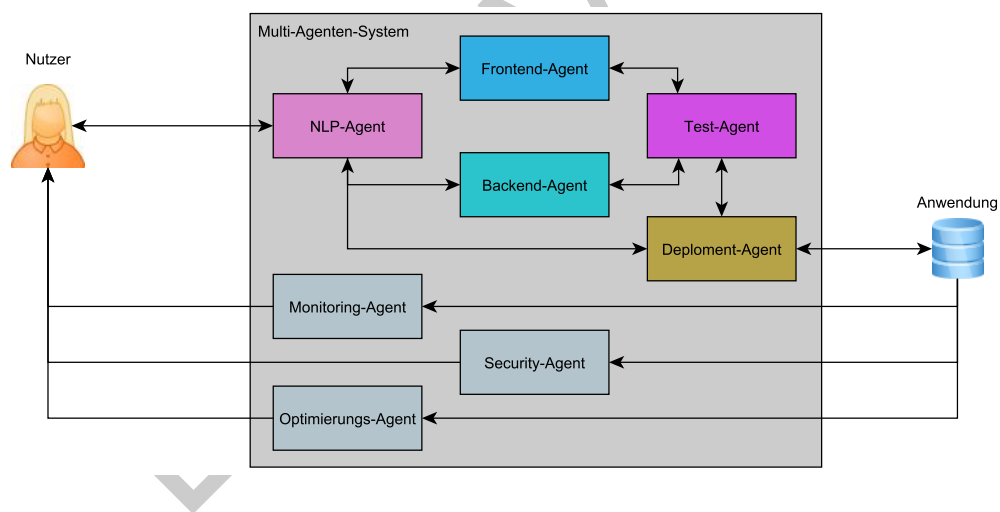 Multi-Agenten-System
Nutzer
Frontend-Agent
NLP-Agent
Test-Agent
Backend-Agent
Anwendung
Deploment-Agent
Monitoring-Agent
Security-Agent
Optimierungs-Agent